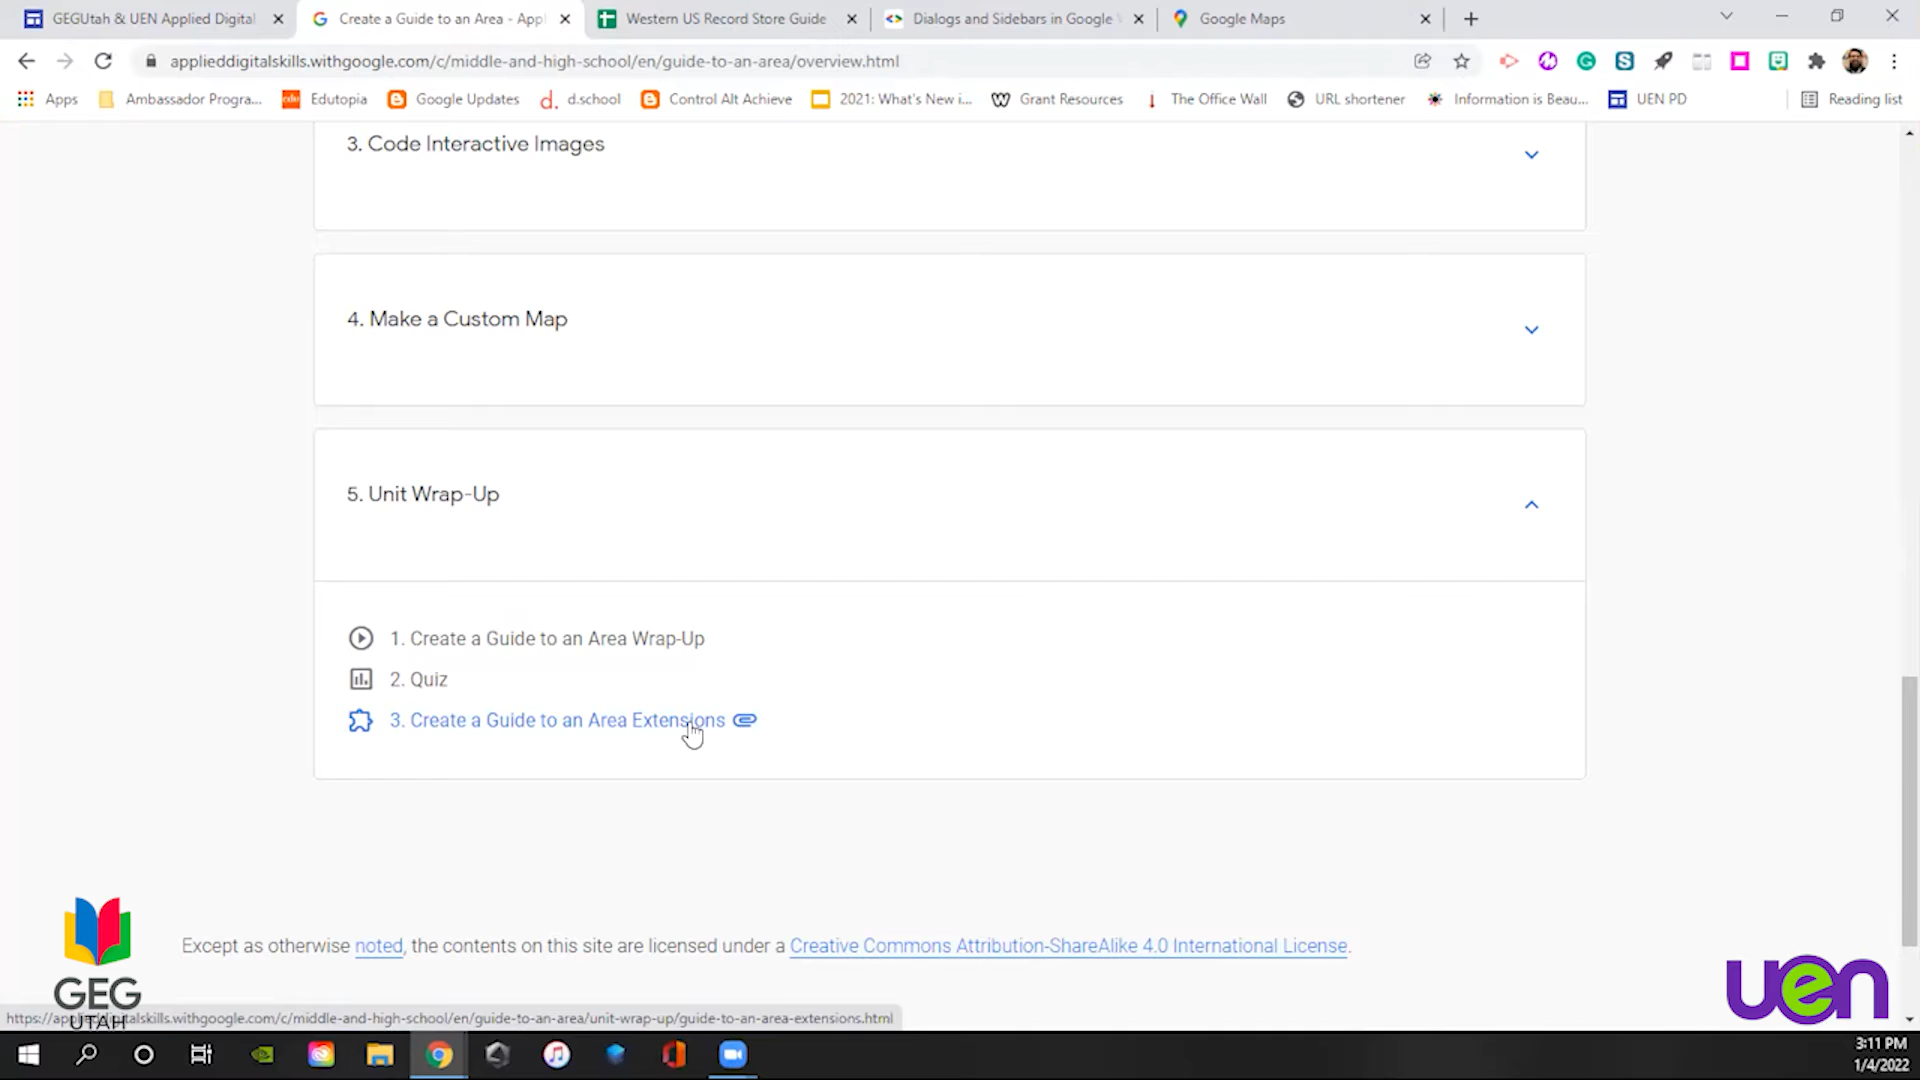 GEGUtah & UEN Applied Digital
Create a Guide to an Area - Appl
Western US Record Store Guide
Dialogs and Sidebars in Google
Google Maps
applieddigitalskills.withgoogle.com/c/middle-and-high-school/en/guide-to-an-area/overview.html
Apps
Ambassador Progra...
Edutopia
Google Updates
d.school
Control Alt Achieve
2021: What's New i...
Grant Resources
The Office Wall
URL shortener
Information is Beau...
UEN PD
Reading list
3. Code Interactive Images
4. Make a Custom Map
5. Unit Wrap-Up
1. Create a Guide to an Area Wrap-Up
2. Quiz
3. Create a Guide to an Area Extensions
Except as otherwise noted, the contents on this site are licensed under a Creative Commons Attribution-ShareAlike 4.0 International License.
GEG
UTAH
uen
https://applieddigitalskills.withgoogle.com/c/middle-and-high-school/en/guide-to-an-area/unit-wrap-up/guide-to-an-area-extensions.html
3:11 PM
1/4/2022